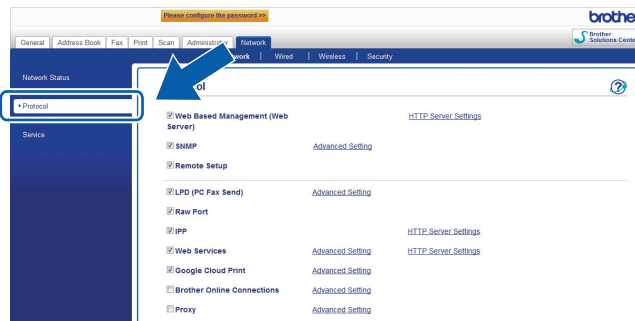 Please configure the password >>
brothe
General Address Book Fax Print Scan Administrator Network
Brother
Solutions Cente
work Wired Wireless Security
Network Status
ol
Protocol
Web Based Management (Web
Server)
HTTP Server Settings
Service
SNMP Advanced Setting
Remote Setup
LPD (PC Fax Send) Advanced Setting
Raw Port
IPP HTTP Server Settings
Web Services Advanced Setting HTTP Server Settings
Google Cloud Print Advanced Setting
Brother Online Connections Advanced Setting
Proxy Advanced Setting